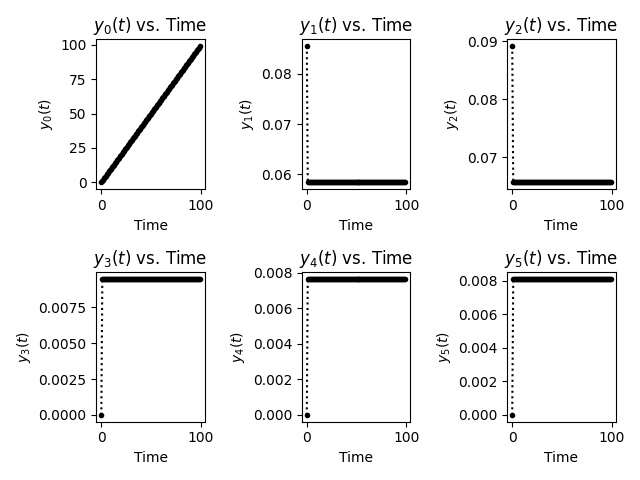 y₀(t) vs. Time
y₁(t) vs. Time
y₂(t) vs. Time
100
75
50
25
0
y₀(t)
0
100
Time
0.08
0.07
0.06
y₁(t)
0
100
Time
0.09
0.08
0.07
y₂(t)
0
100
Time
y₃(t) vs. Time
y₄(t) vs. Time
y₅(t) vs. Time
0.0075
0.0050
0.0025
0.0000
y₃(t)
0
100
Time
0.008
0.006
0.004
0.002
0.000
y₄(t)
0
100
Time
0.008
0.006
0.004
0.002
0.000
y₅(t)
0
100
Time